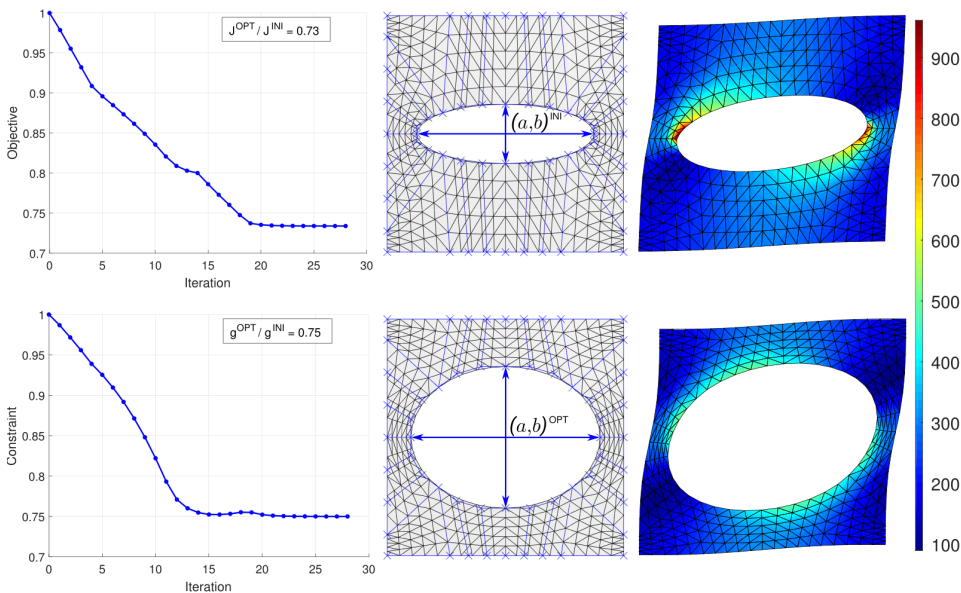 1
0.95
0.9
0.85
0.8
0.75
0.7
Objective
0 5 10 15 20 25 30
Iteration
J^OPT / J^INI = 0.73
(a,b)^INI
1
0.95
0.9
0.85
0.8
0.75
0.7
Constraint
0 5 10 15 20 25 30
Iteration
g^OPT / g^INI = 0.75
(a,b)^OPT
900
800
700
600
500
400
300
200
100